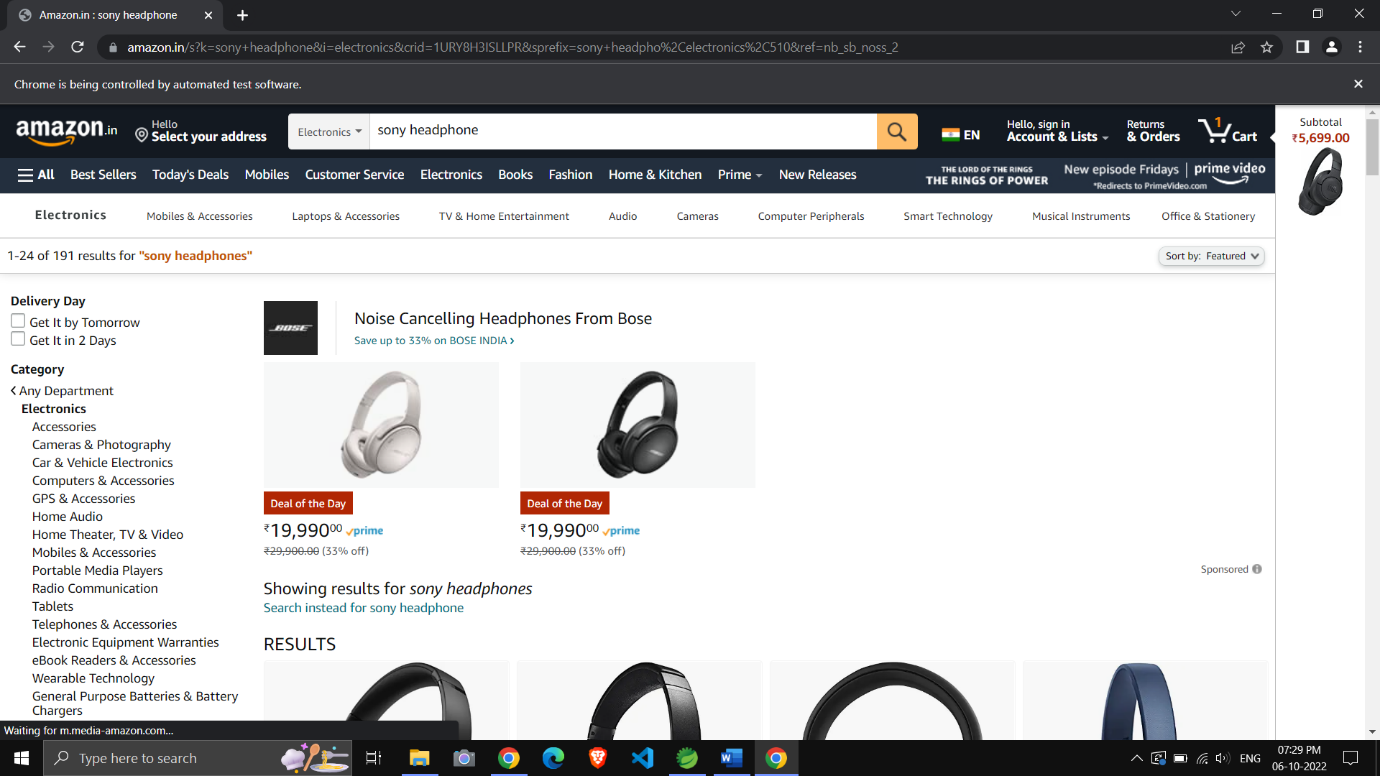 Amazon.in : sony headphone
amazon.in/s?k=sony+headphone&i=electronics&crid=1URY8H3ISLLPR&sprefix=sony+headpho%2Celectronics%2C510&ref=nb_sb_noss_2
Chrome is being controlled by automated test software.
amazon.in
Hello
Select your address
Electronics
sony headphone
EN
Hello, sign in
Account & Lists
Returns
& Orders
1
Cart
Subtotal
₹5,699.00
All
Best Sellers
Today's Deals
Mobiles
Customer Service
Electronics
Books
Fashion
Home & Kitchen
Prime
New Releases
THE LORD OF THE RINGS
THE RINGS OF POWER
New episode Fridays
*Redirects to PrimeVideo.com
prime video
Electronics
Mobiles & Accessories
Laptops & Accessories
TV & Home Entertainment
Audio
Cameras
Computer Peripherals
Smart Technology
Musical Instruments
Office & Stationery
1-24 of 191 results for "sony headphones"
Sort by: Featured
Delivery Day
Get It by Tomorrow
Get It in 2 Days
Category
Any Department
Electronics
Accessories
Cameras & Photography
Car & Vehicle Electronics
Computers & Accessories
GPS & Accessories
Home Audio
Home Theater, TV & Video
Mobiles & Accessories
Portable Media Players
Radio Communication
Tablets
Telephones & Accessories
Electronic Equipment Warranties
eBook Readers & Accessories
Wearable Technology
General Purpose Batteries & Battery
Chargers
BOSE
Noise Cancelling Headphones From Bose
Save up to 33% on BOSE INDIA ›
Deal of the Day
₹19,99000 prime
₹29,900.00 (33% off)
Deal of the Day
₹19,99000 prime
₹29,900.00 (33% off)
Sponsored
Showing results for sony headphones
Search instead for sony headphone
RESULTS
Waiting for m.media-amazon.com...
Type here to search
ENG
07:29 PM
06-10-2022